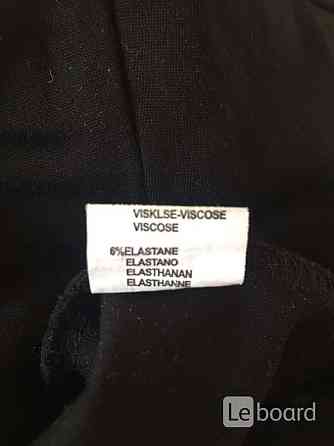 VISKLSE-VISCOSE
VISCOSE
6%ELASTANE
ELASTANO
ELASTHANAN
ELASTHANNE
Le board